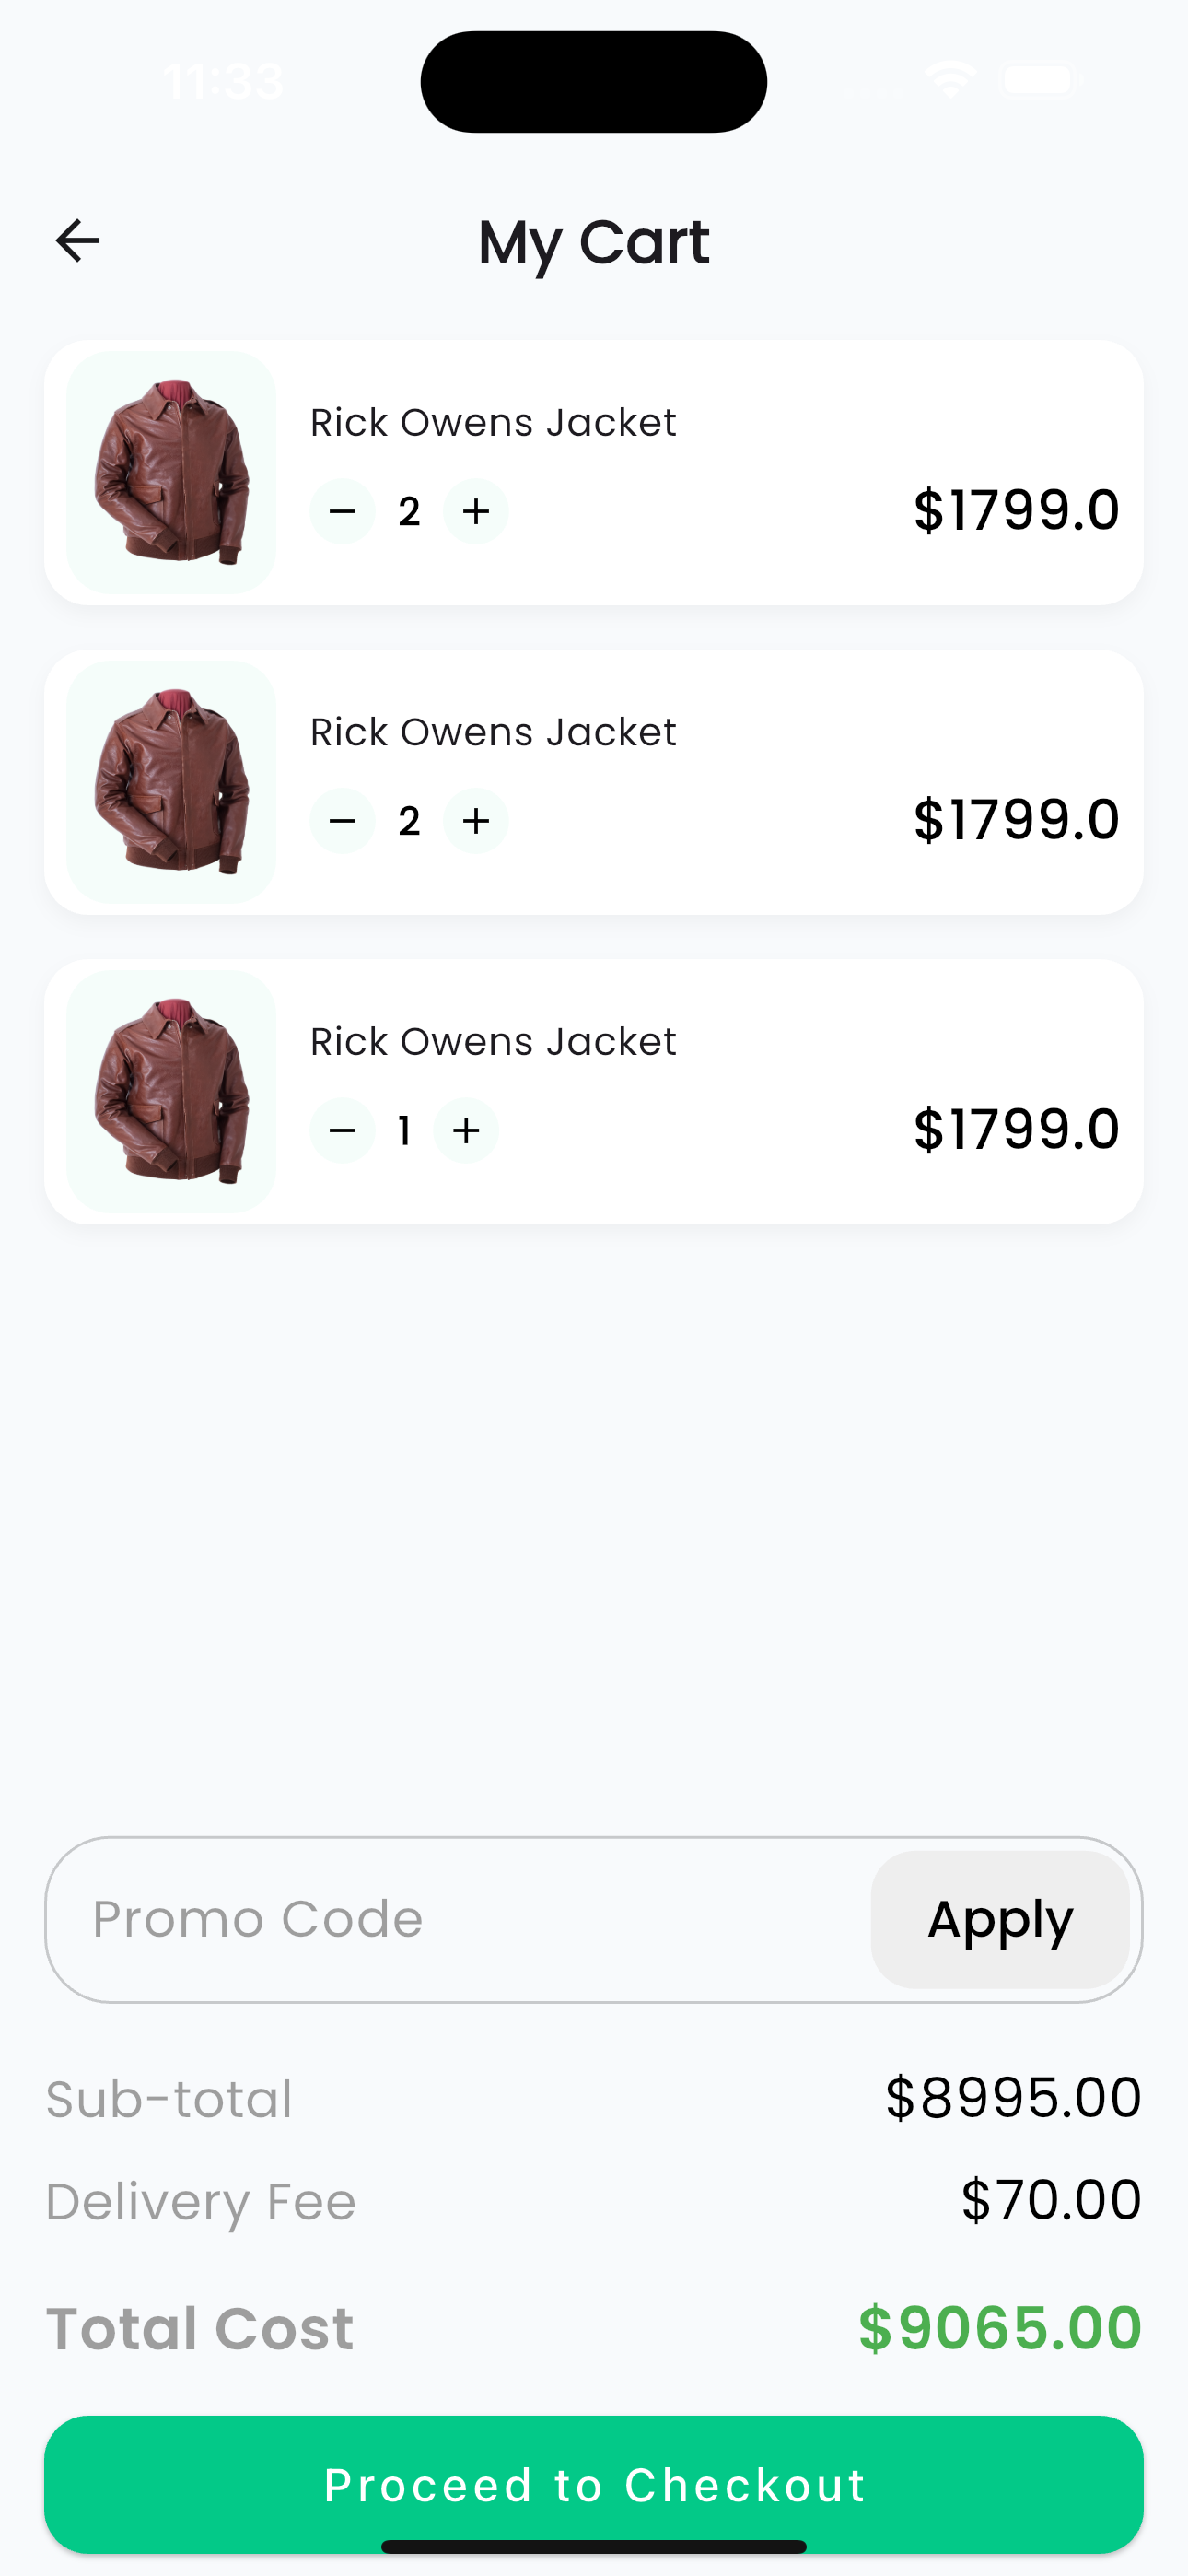 11:33
My Cart
Rick Owens Jacket
− 2 + $1799.0
Rick Owens Jacket
− 2 + $1799.0
Rick Owens Jacket
− 1 + $1799.0
Promo Code Apply
Sub-total $8995.00
Delivery Fee $70.00
Total Cost $9065.00
Proceed to Checkout